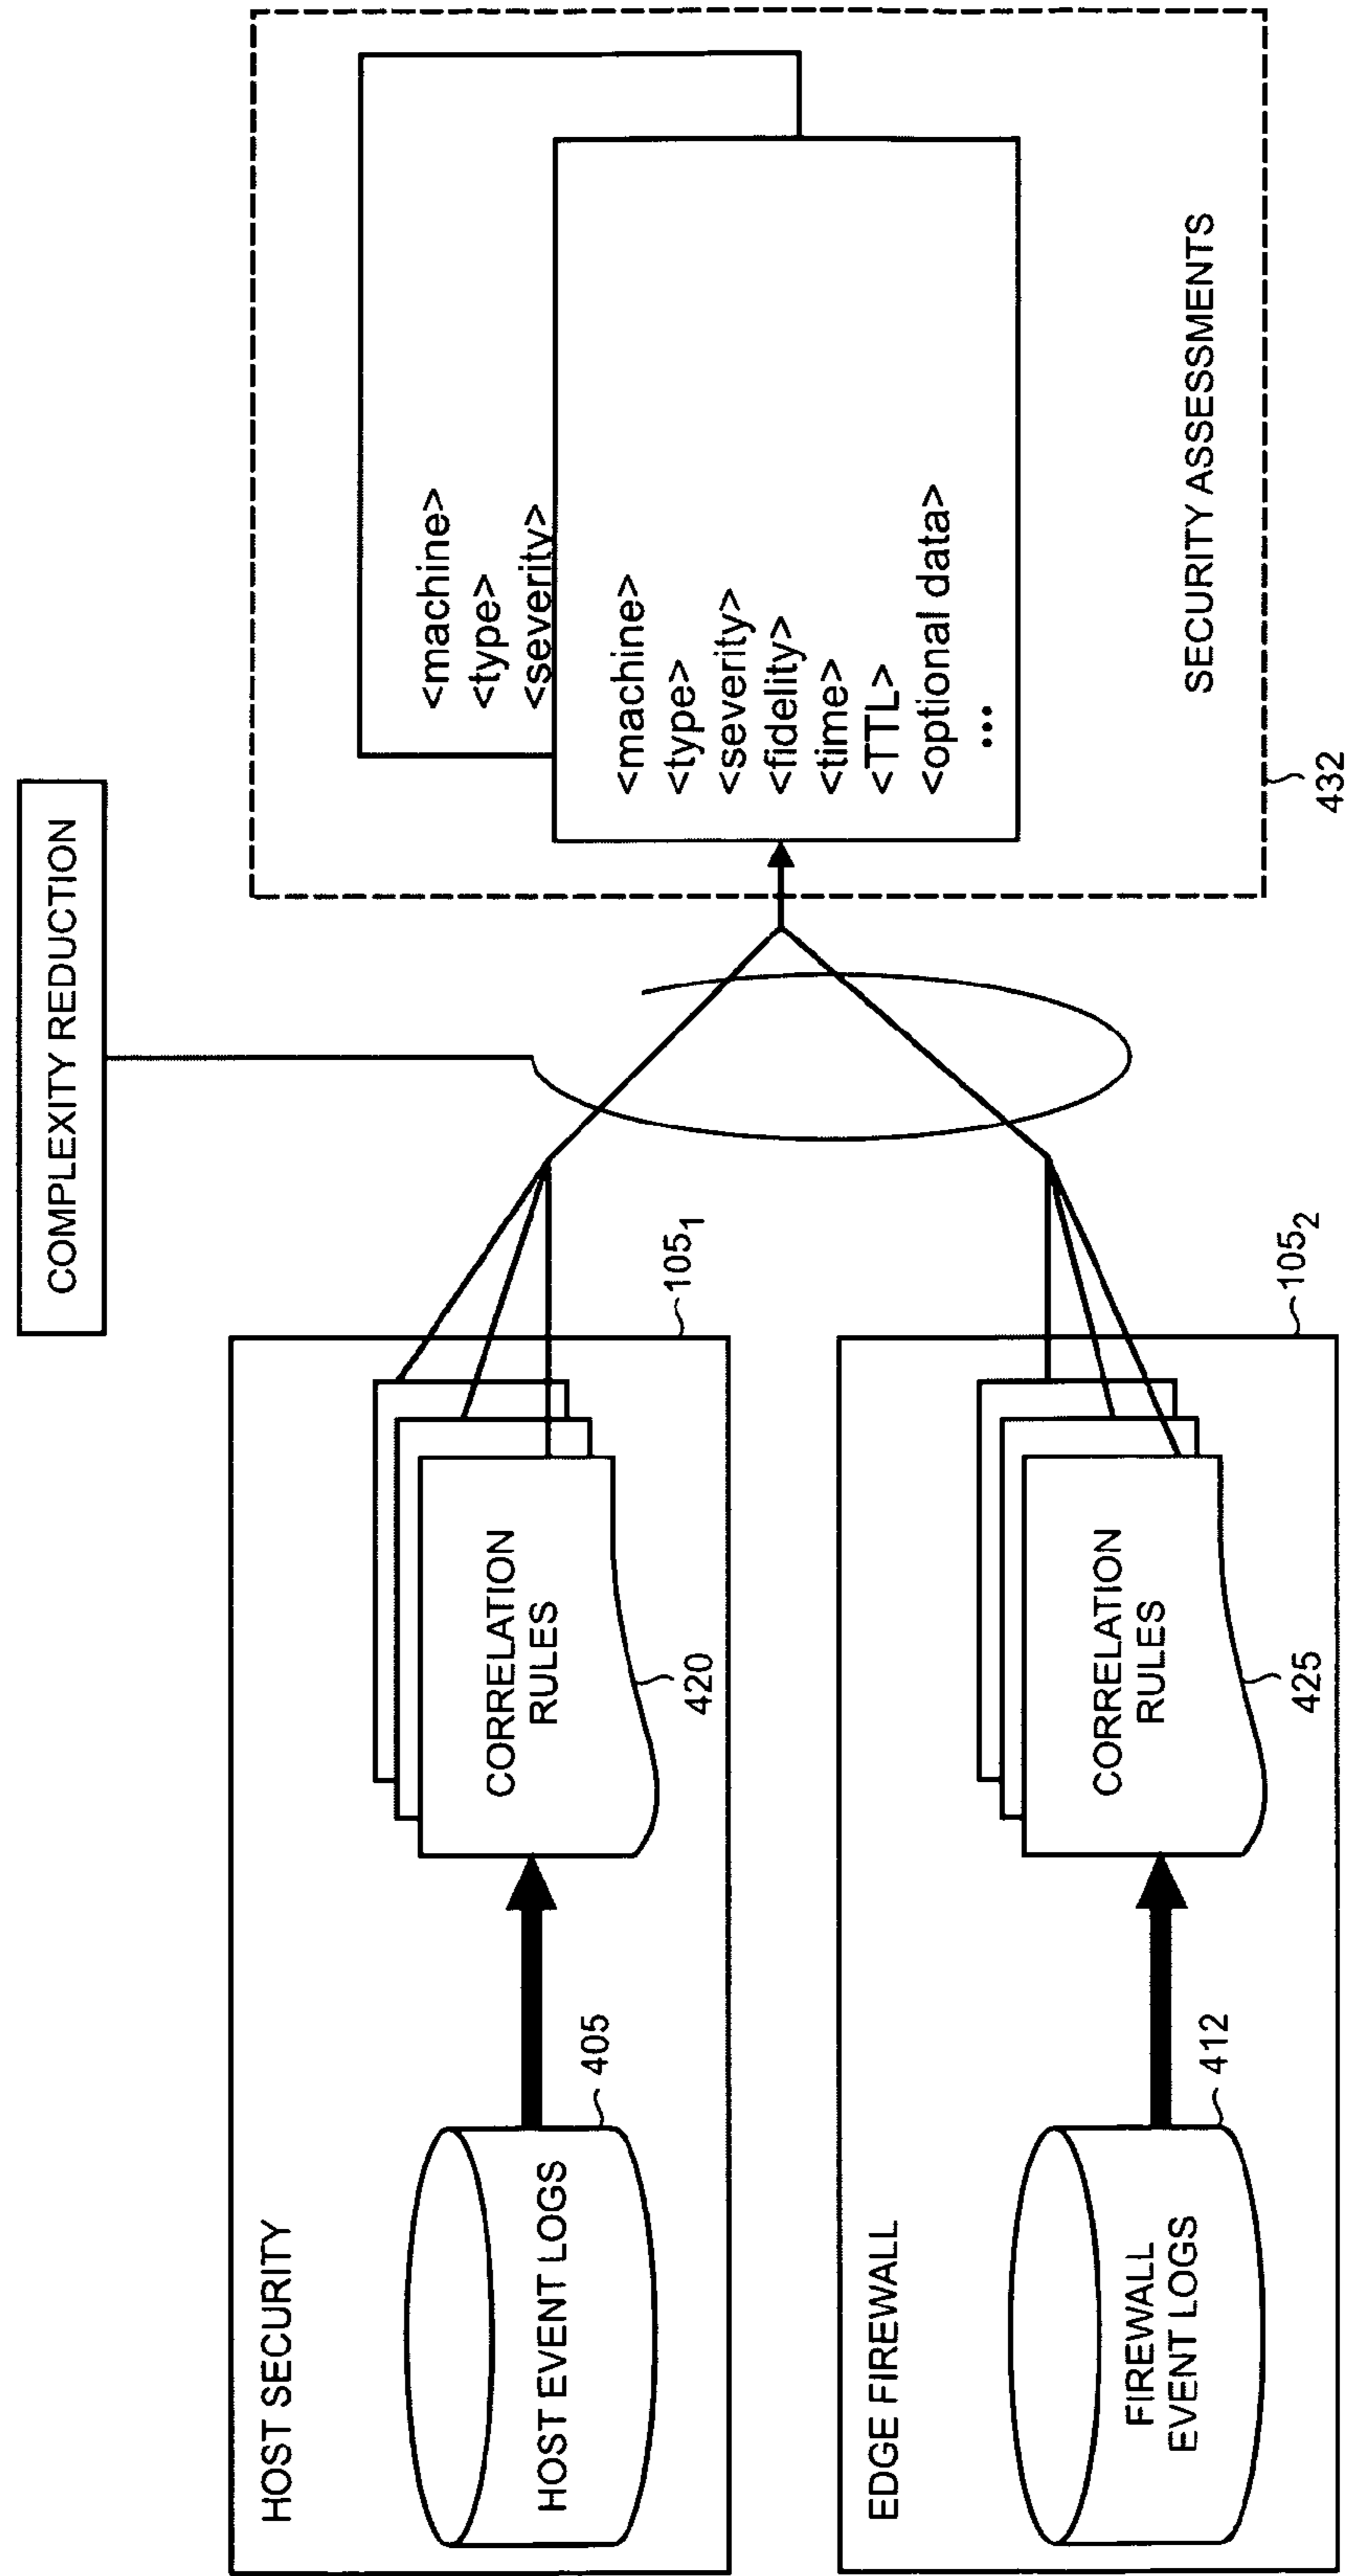 COMPLEXITY REDUCTION
HOST SECURITY
HOST EVENT LOGS
405
CORRELATION
RULES
420
105₁
EDGE FIREWALL
FIREWALL
EVENT LOGS
412
CORRELATION
RULES
425
105₂
<machine>
<type>
<severity>
<machine>
<type>
<severity>
<fidelity>
<time>
<TTL>
<optional data>
...
SECURITY ASSESSMENTS
432